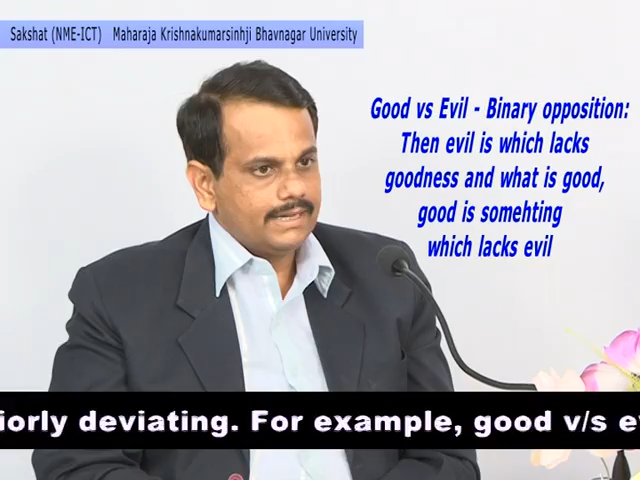 Sakshat (NME-ICT) Maharaja Krishnakumarsinhji Bhavnagar University
Good vs Evil - Binary opposition:
Then evil is which lacks
goodness and what is good,
good is somehting
which lacks evil
iorly deviating. For example, good v/s e